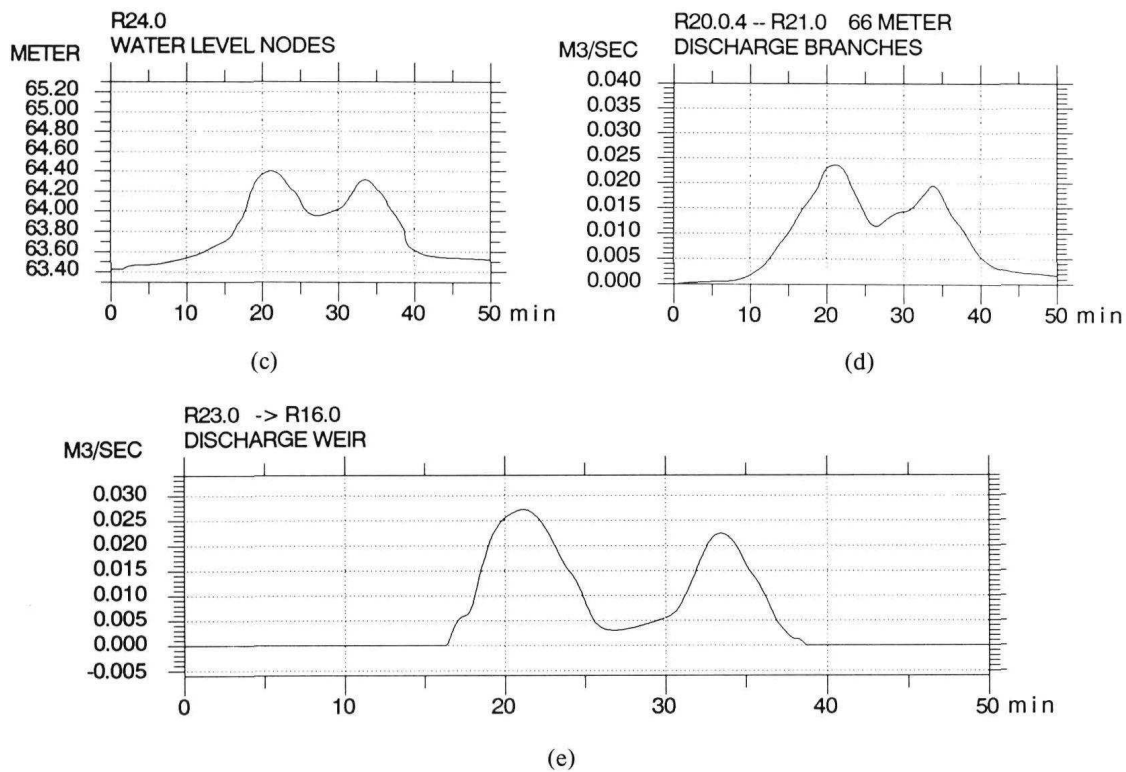 R24.0
WATER LEVEL NODES
METER
65.20
65.00
64.80
64.60
64.40
64.20
64.00
63.80
63.60
63.40
0 10 20 30 40 50 min
(c)
R20.0.4 -- R21.0 66 METER
M3/SEC DISCHARGE BRANCHES
0.040
0.035
0.030
0.025
0.020
0.015
0.010
0.005
0.000
0 10 20 30 40 50 min
(d)
R23.0 -> R16.0
DISCHARGE WEIR
M3/SEC
0.030
0.025
0.020
0.015
0.010
0.005
0.000
-0.005
0 10 20 30 40 50 min
(e)